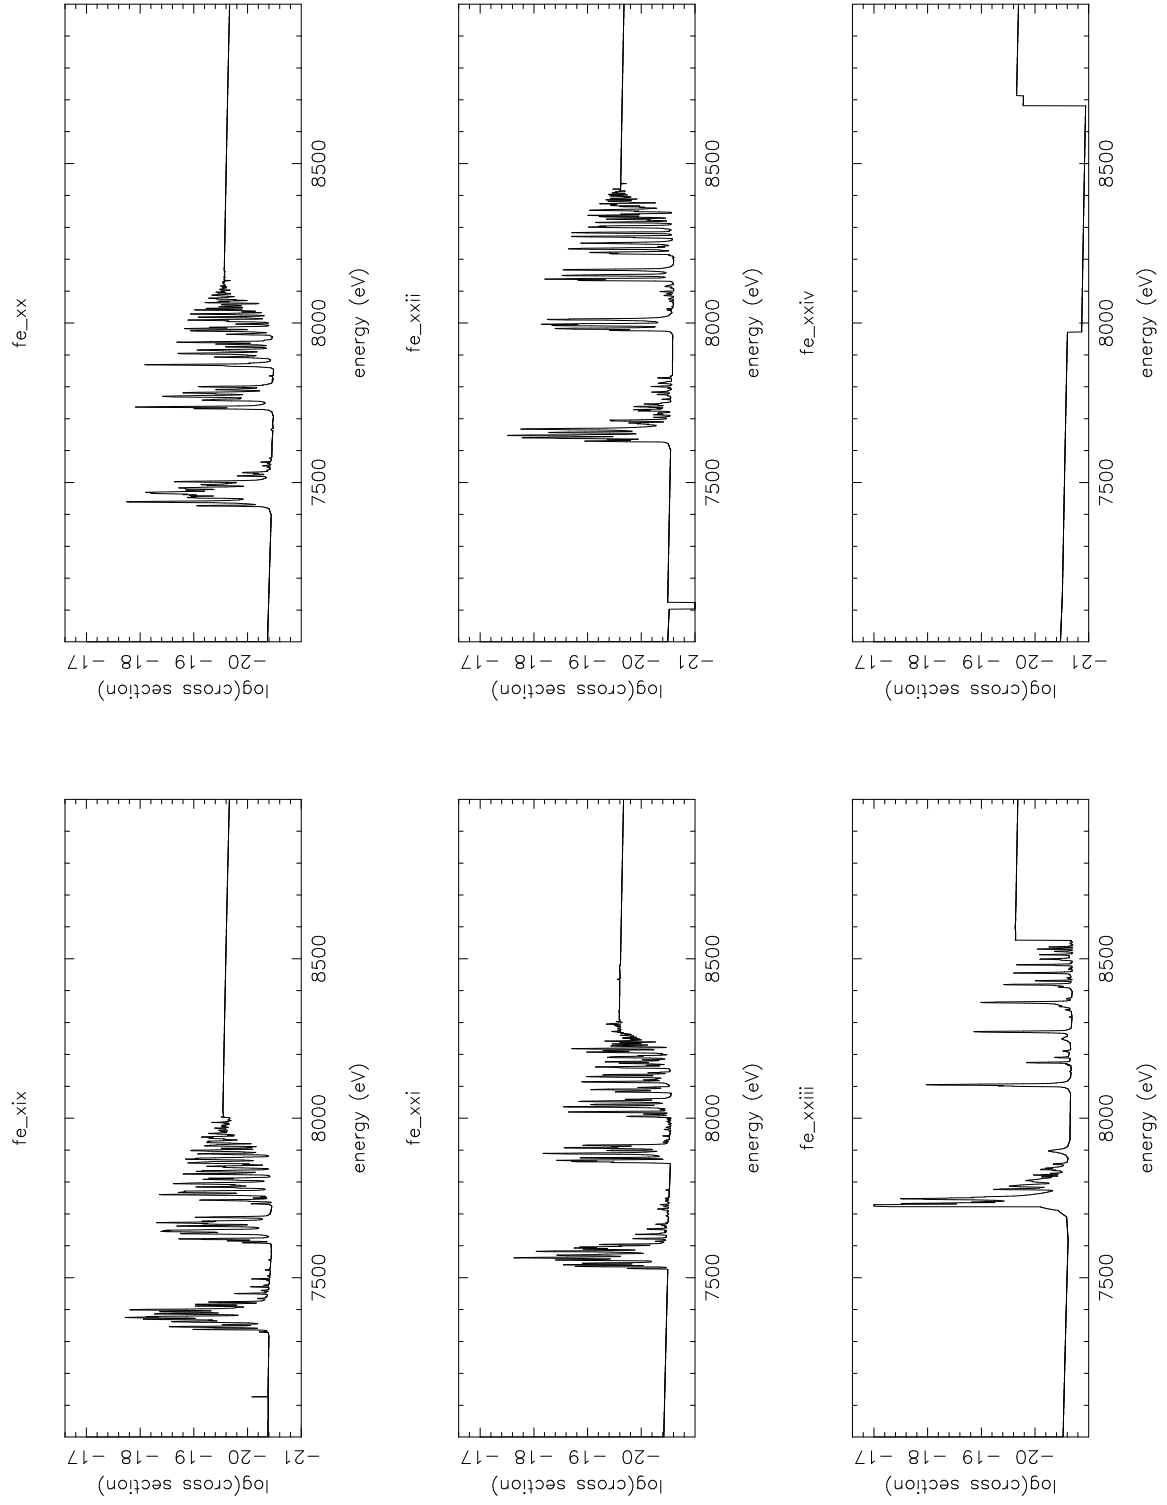 fe_xix
log(cross section)
−17
−18
−19
−20
−21
7500 8000 8500
energy (eV)
fe_xx
log(cross section)
−17
−18
−19
−20
7500 8000 8500
energy (eV)
fe_xxi
log(cross section)
−17
−18
−19
−20
7500 8000 8500
energy (eV)
fe_xxii
log(cross section)
−17
−18
−19
−20
−21
7500 8000 8500
energy (eV)
fe_xxiii
log(cross section)
−17
−18
−19
−20
7500 8000 8500
energy (eV)
fe_xxiv
log(cross section)
−17
−18
−19
−20
−21
7500 8000 8500
energy (eV)